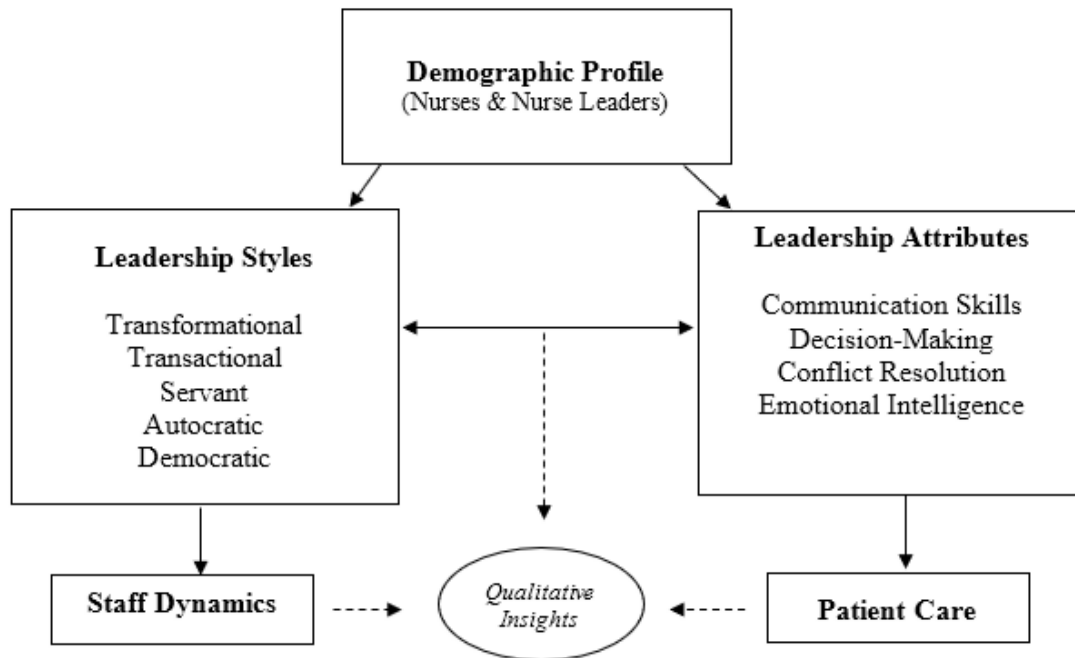 Demographic Profile
(Nurses & Nurse Leaders)
Leadership Styles
Transformational
Transactional
Servant
Autocratic
Democratic
Leadership Attributes
Communication Skills
Decision-Making
Conflict Resolution
Emotional Intelligence
Staff Dynamics
Qualitative
Insights
Patient Care